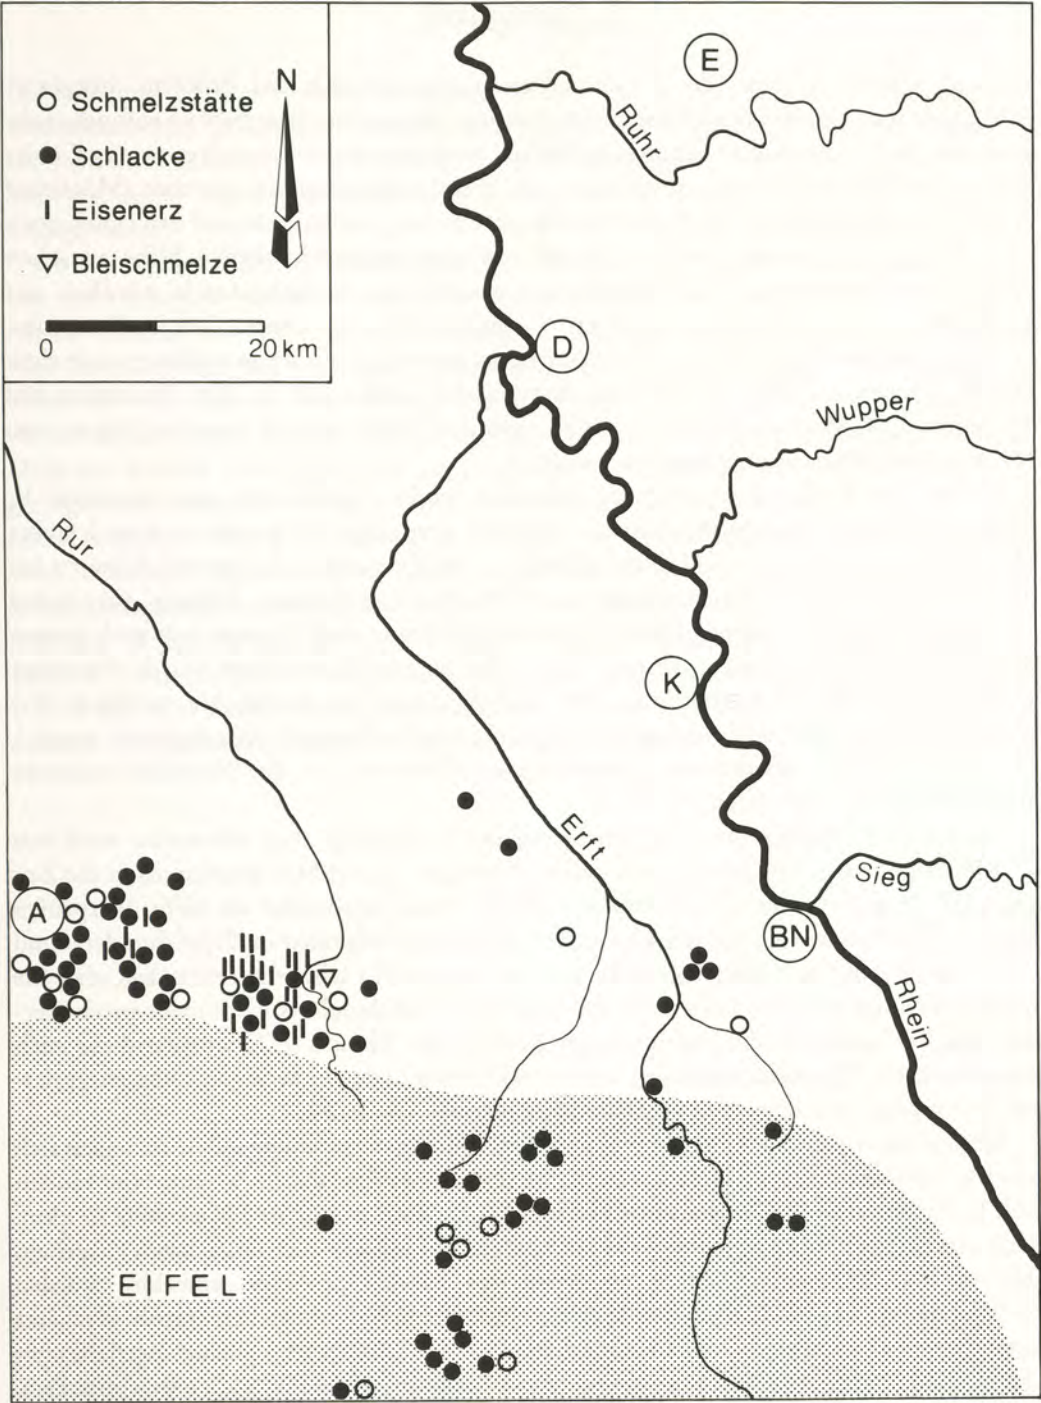 N
Schmelzstätte
Schlacke
Eisenerz
Bleischmelze
0 20 km
E
Ruhr
D
Wupper
Rur
K
Erft
Sieg
A
BN
Rhein
EIFEL